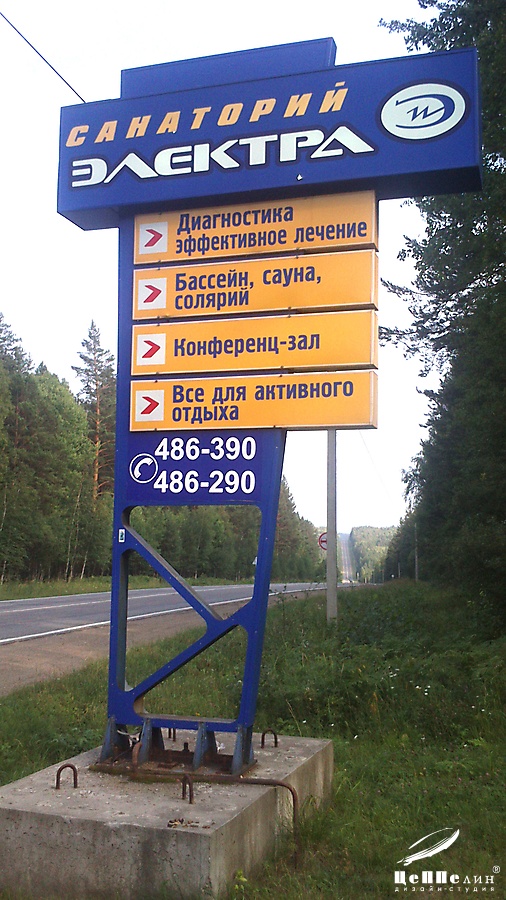 САНАТОРИЙ
ЭЛЕКТРА
Диагностика
эффективное лечение
Бассейн, сауна,
солярий
Конференц-зал
Все для активного
отдыха
486-390
486-290
ЦеППелин®
дизайн-студия